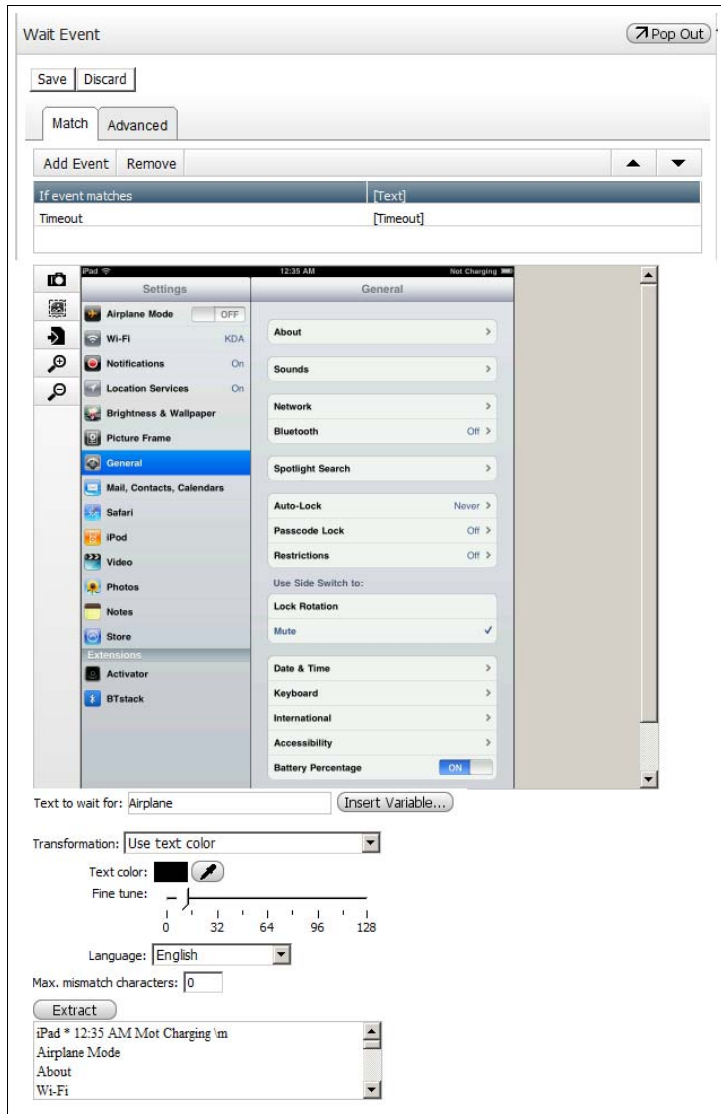 Wait Event
Pop Out
Save Discard
Match Advanced
Add Event Remove
If event matches [Text]
Timeout [Timeout]
iPad 12:35 AM Not Charging
Settings General
Airplane Mode OFF
Wi-Fi KDA
Notifications On
Location Services On
Brightness & Wallpaper
Picture Frame
General
Mail, Contacts, Calendars
Safari
iPod
Video
Photos
Notes
Store
Extensions
Activator
BTstack
About
Sounds
Network
Bluetooth Off
Spotlight Search
Auto-Lock Never
Passcode Lock Off
Restrictions Off
Use Side Switch to:
Lock Rotation
Mute
Date & Time
Keyboard
International
Accessibility
Battery Percentage ON
Text to wait for: Airplane Insert Variable...
Transformation: Use text color
Text color:
Fine tune:
0 32 64 96 128
Language: English
Max. mismatch characters: 0
Extract
iPad * 12:35 AM Mot Charging \m
Airplane Mode
About
Wi-Fi